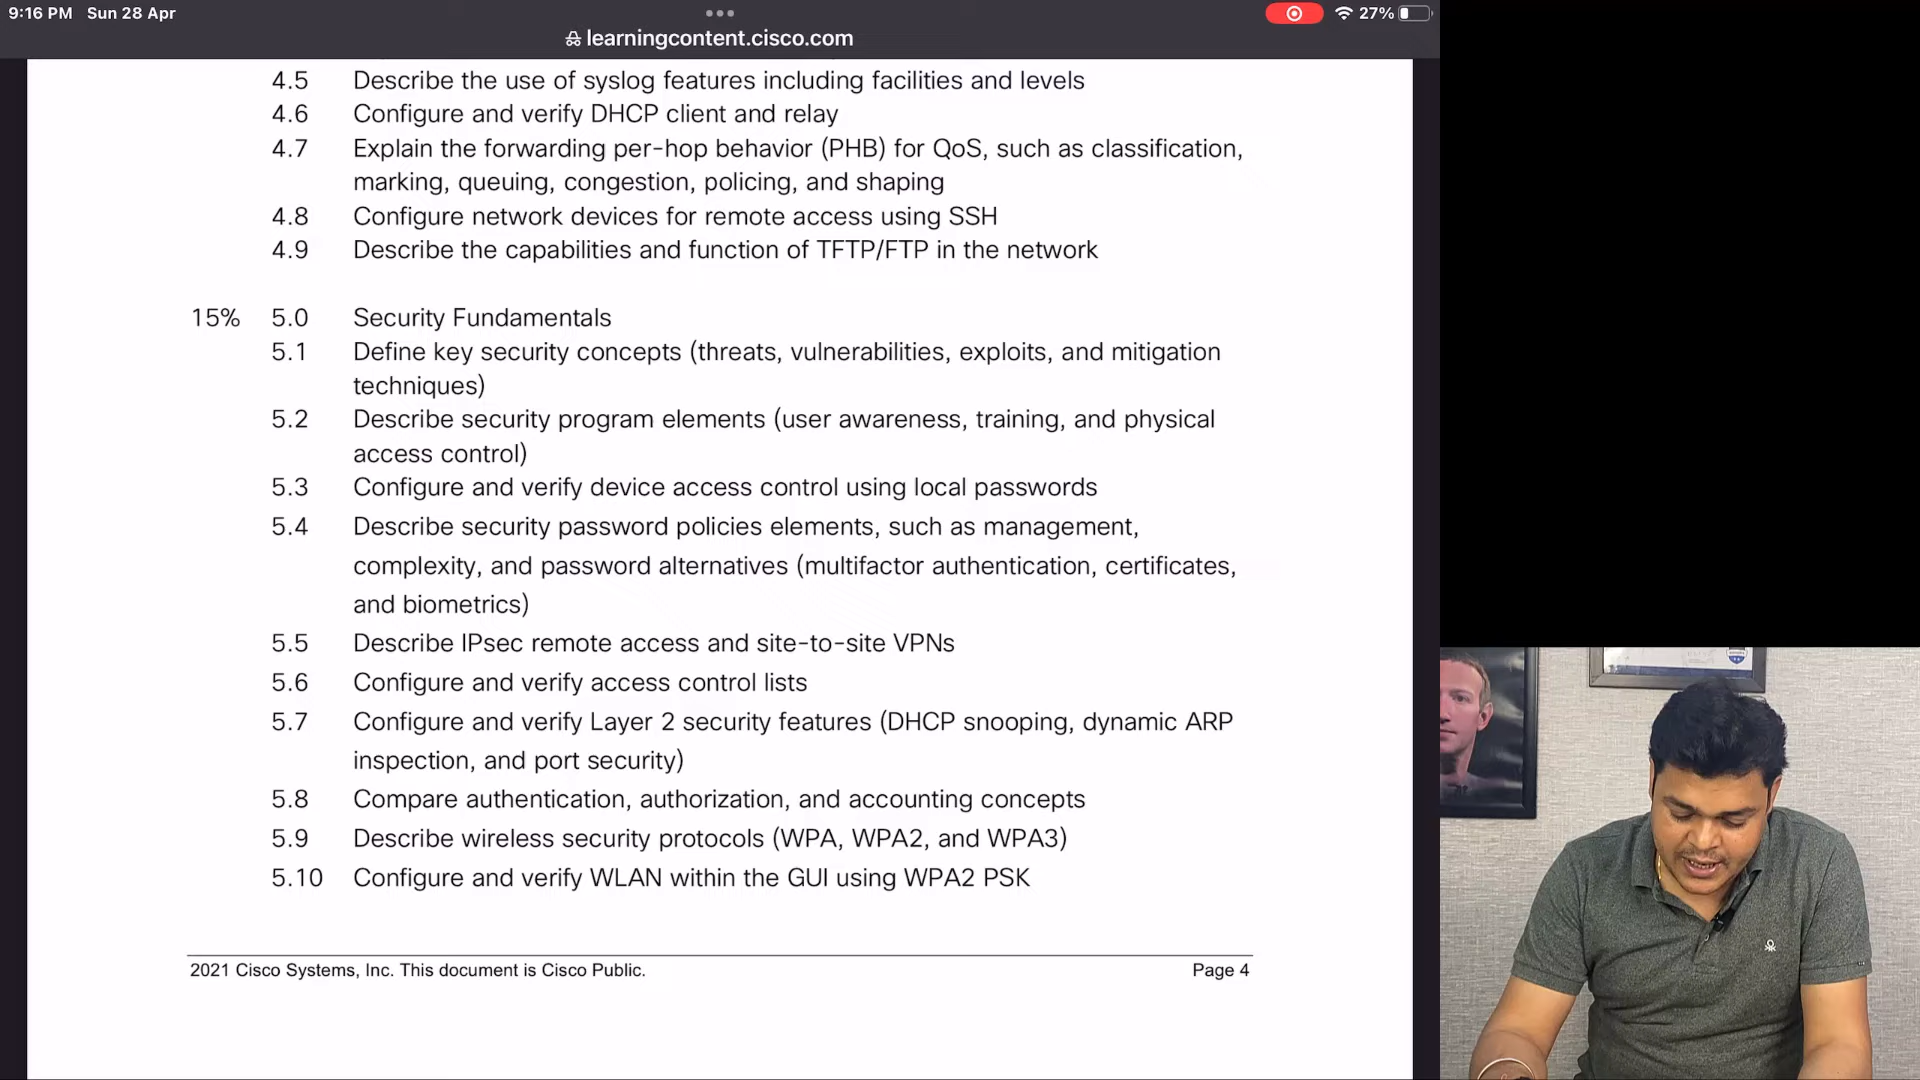 9:16 PM Sun 28 Apr
27%
learningcontent.cisco.com
4.5 Describe the use of syslog features including facilities and levels
4.6 Configure and verify DHCP client and relay
4.7 Explain the forwarding per-hop behavior (PHB) for QoS, such as classification,
marking, queuing, congestion, policing, and shaping
4.8 Configure network devices for remote access using SSH
4.9 Describe the capabilities and function of TFTP/FTP in the network
15% 5.0 Security Fundamentals
5.1 Define key security concepts (threats, vulnerabilities, exploits, and mitigation
techniques)
5.2 Describe security program elements (user awareness, training, and physical
access control)
5.3 Configure and verify device access control using local passwords
5.4 Describe security password policies elements, such as management,
complexity, and password alternatives (multifactor authentication, certificates,
and biometrics)
5.5 Describe IPsec remote access and site-to-site VPNs
5.6 Configure and verify access control lists
5.7 Configure and verify Layer 2 security features (DHCP snooping, dynamic ARP
inspection, and port security)
5.8 Compare authentication, authorization, and accounting concepts
5.9 Describe wireless security protocols (WPA, WPA2, and WPA3)
5.10 Configure and verify WLAN within the GUI using WPA2 PSK
2021 Cisco Systems, Inc. This document is Cisco Public.
Page 4